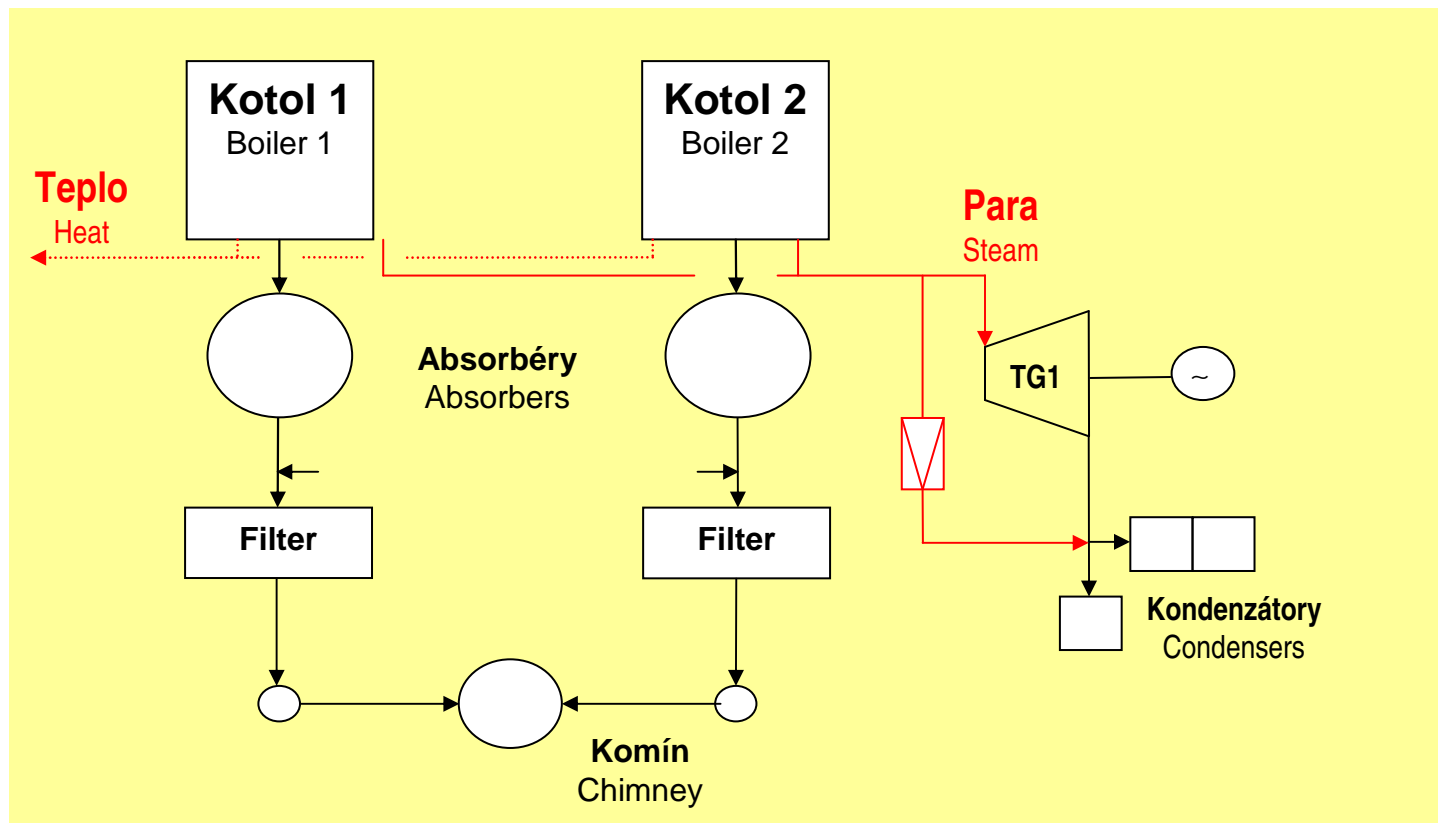 Kotol 1
Boiler 1
Kotol 2
Boiler 2
Teplo
Heat
Para
Steam
Absorbéry
Absorbers
TG1
~
Filter
Filter
Kondenzátory
Condensers
Komín
Chimney